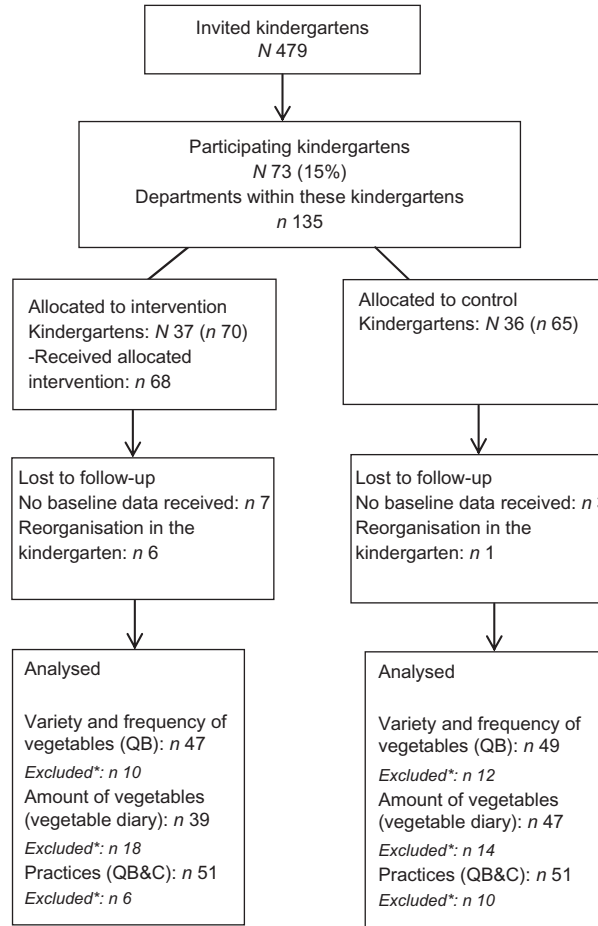 Invited kindergartens
N 479
Participating kindergartens
N 73 (15%)
Departments within these kindergartens
n 135
Allocated to intervention
Kindergartens: N 37 (n 70)
-Received allocated
intervention: n 68
Allocated to control
Kindergartens: N 36 (n 65)
Lost to follow-up
No baseline data received: n 7
Reorganisation in the
kindergarten: n 6
Lost to follow-up
No baseline data received: n
Reorganisation in the
kindergarten: n 1
Analysed
Variety and frequency of
vegetables (QB): n 47
Excluded*: n 10
Amount of vegetables
(vegetable diary): n 39
Excluded*: n 18
Practices (QB&C): n 51
Excluded*: n 6
Analysed
Variety and frequency of
vegetables (QB): n 49
Excluded*: n 12
Amount of vegetables
(vegetable diary): n 47
Excluded*: n 14
Practices (QB&C): n 51
Excluded*: n 10